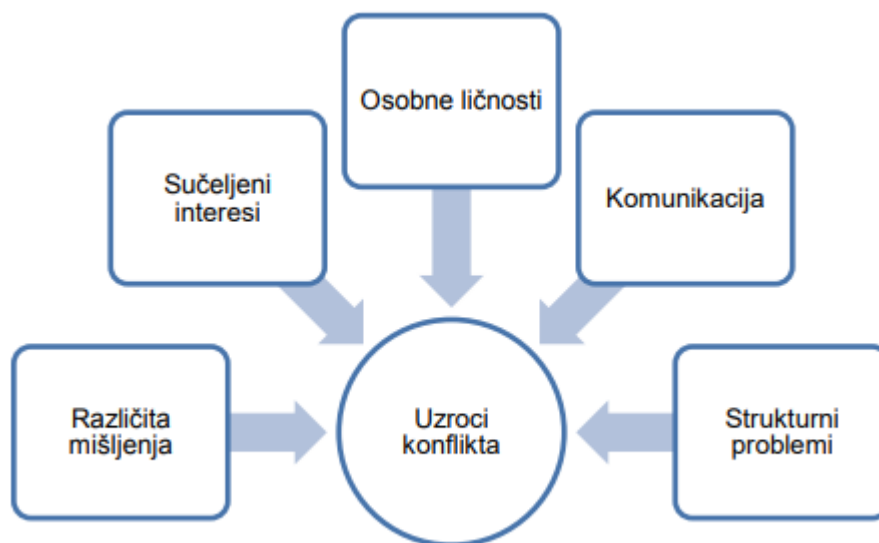 Osobne ličnosti
Sučeljeni
interesi
Komunikacija
Različita
mišljenja
Uzroci
konflikta
Strukturni
problemi